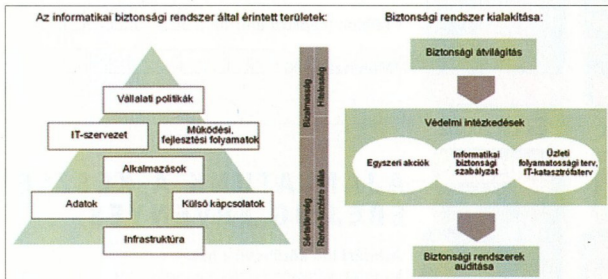 Az informatikai biztonsági rendszer által érintett területek:
Vállalati politikák
IT-szervezet
Működési,
fejlesztési folyamatok
Alkalmazások
Adatok
Külső kapcsolatok
Infrastruktúra
Bizalmasság
Hitelesség
Sértetlenség
Rendelkezésre állás
Biztonsági rendszer kialakítása:
Biztonsági átvilágítás
Védelmi intézkedések
Egyszeri akciók
Informatikai
biztonsági
szabályzat
Üzleti
folyamatossági terv,
IT-katasztrófaterv
Biztonsági rendszerek
auditása